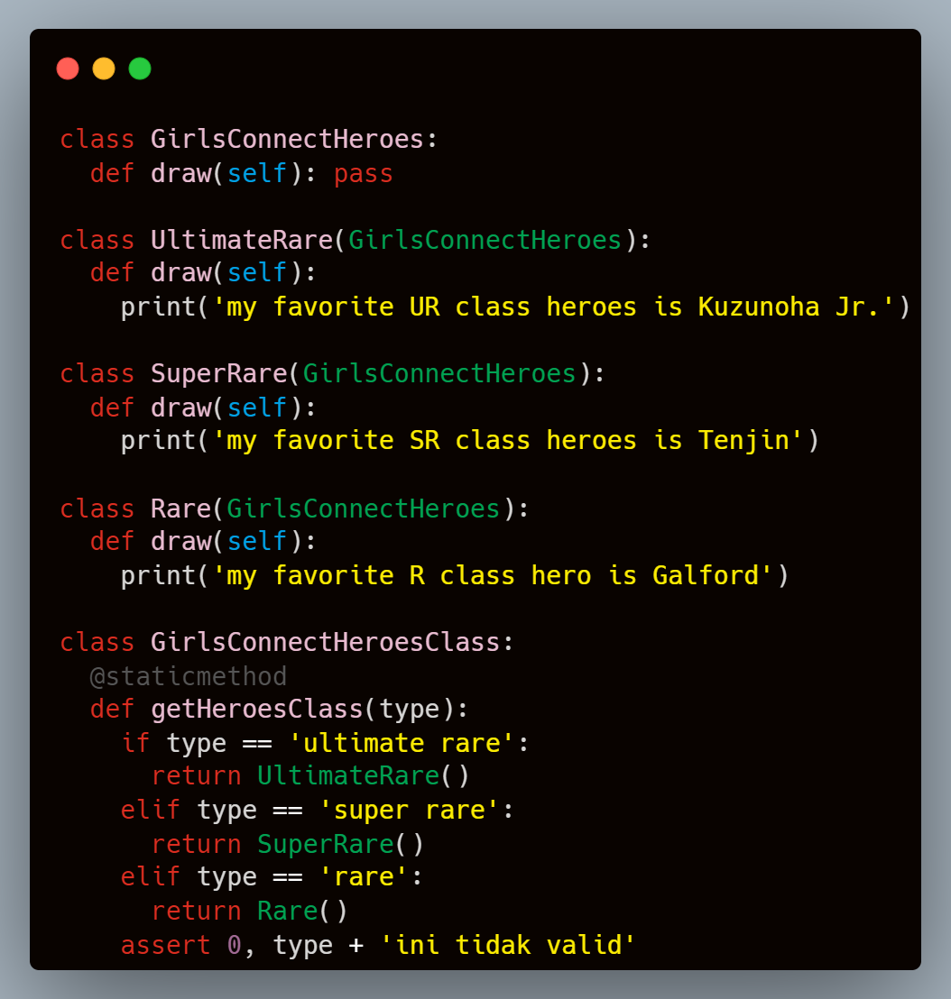 class GirlsConnectHeroes:
  def draw(self): pass

class UltimateRare(GirlsConnectHeroes):
  def draw(self):
    print('my favorite UR class heroes is Kuzunoha Jr.')

class SuperRare(GirlsConnectHeroes):
  def draw(self):
    print('my favorite SR class heroes is Tenjin')

class Rare(GirlsConnectHeroes):
  def draw(self):
    print('my favorite R class hero is Galford')

class GirlsConnectHeroesClass:
  @staticmethod
  def getHeroesClass(type):
    if type == 'ultimate rare':
      return UltimateRare()
    elif type == 'super rare':
      return SuperRare()
    elif type == 'rare':
      return Rare()
    assert 0, type + 'ini tidak valid'